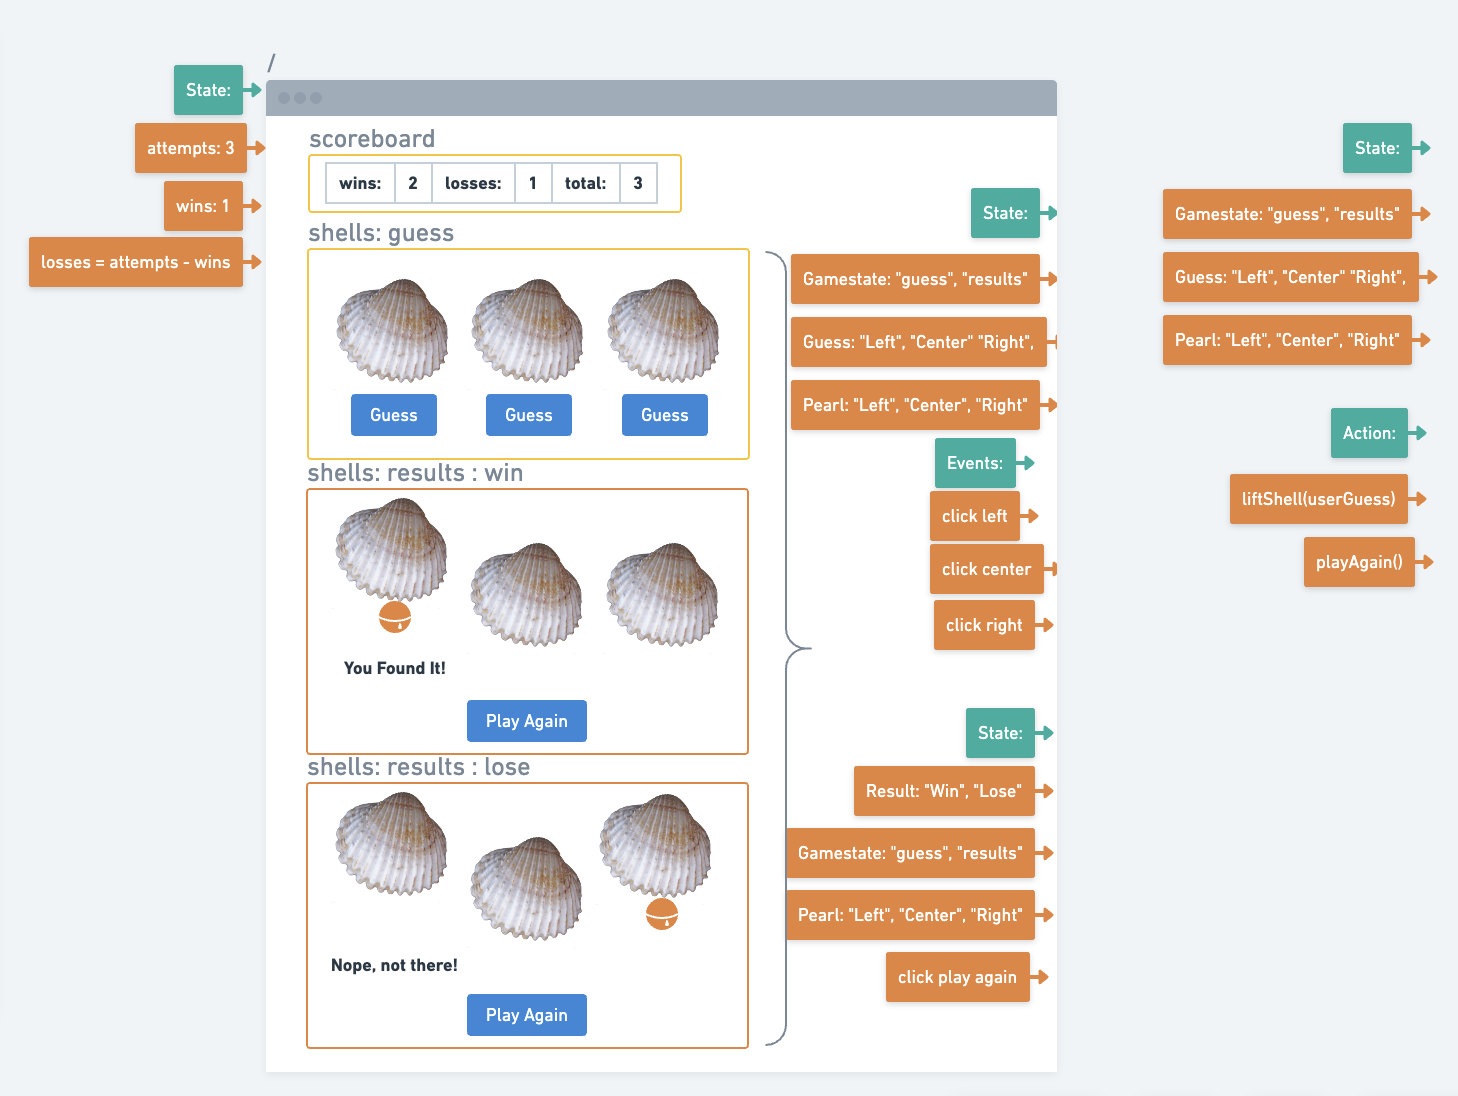 /
State:
attempts: 3
wins: 1
losses = attempts - wins
scoreboard
wins: 2 losses: 1 total: 3
shells: guess
Guess Guess Guess
shells: results : win
You Found It!
Play Again
shells: results : lose
Nope, not there!
Play Again
State:
Gamestate: "guess", "results"
Guess: "Left", "Center" "Right",
Pearl: "Left", "Center", "Right"
Events:
click left
click center
click right
State:
Result: "Win", "Lose"
Gamestate: "guess", "results"
Pearl: "Left", "Center", "Right"
click play again
State:
Gamestate: "guess", "results"
Guess: "Left", "Center" "Right",
Pearl: "Left", "Center", "Right"
Action:
liftShell(userGuess)
playAgain()